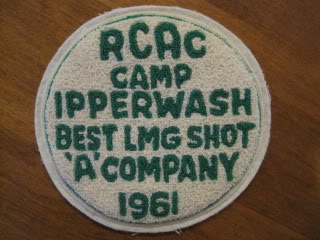 RCAC
CAMP
IPPERWASH
BEST LMG SHOT
'A' COMPANY
1961